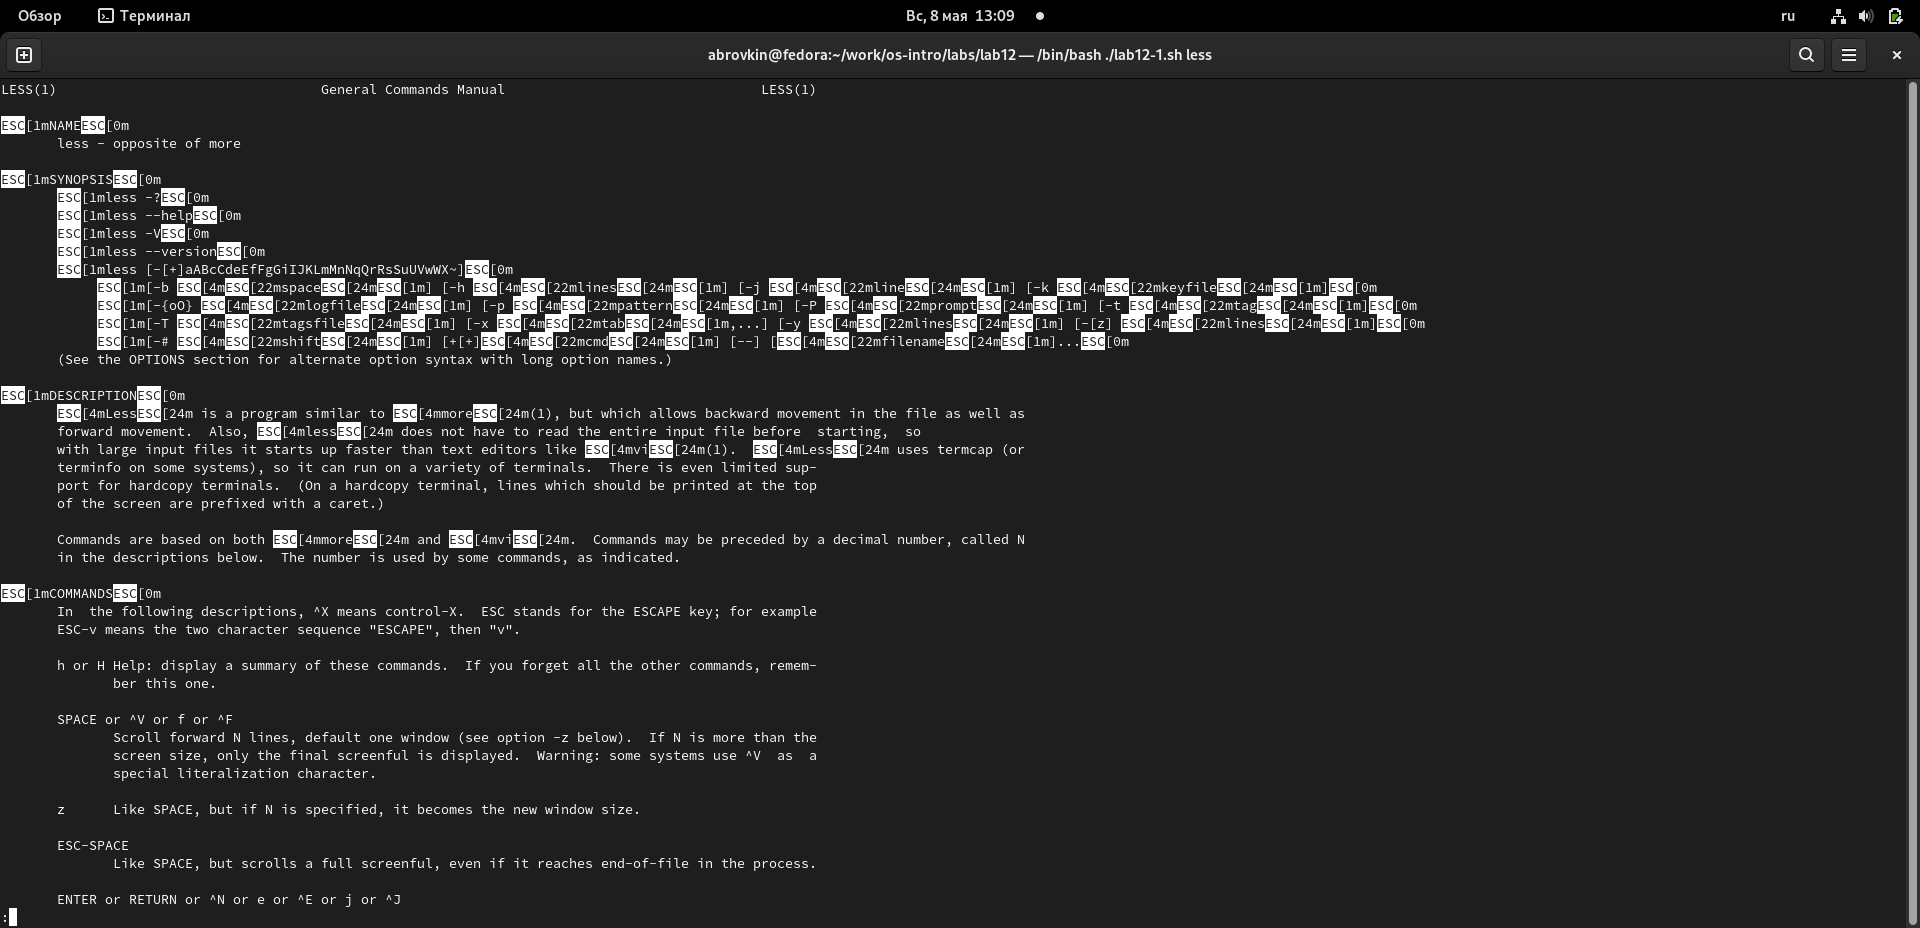 Обзор Терминал Вс, 8 мая 13:09 ru
abrovkin@fedora:~/work/os-intro/labs/lab12 — /bin/bash ./lab12-1.sh less
LESS(1) General Commands Manual LESS(1)
ESC[1mNAMEESC[0m
less - opposite of more
ESC[1mSYNOPSISESC[0m
ESC[1mless -?ESC[0m
ESC[1mless --helpESC[0m
ESC[1mless -VESC[0m
ESC[1mless --versionESC[0m
ESC[1mless [-[+]aABcCdeEfFgGiIJKLmMnNqQrRsSuUVwWX~]ESC[0m
ESC[1m[-b ESC[4mESC[22mspaceESC[24mESC[1m] [-h ESC[4mESC[22mlinesESC[24mESC[1m] [-j ESC[4mESC[22mlineESC[24mESC[1m] [-k ESC[4mESC[22mkeyfileESC[24mESC[1m]ESC[0m
ESC[1m[-{oO} ESC[4mESC[22mlogfileESC[24mESC[1m] [-p ESC[4mESC[22mpatternESC[24mESC[1m] [-P ESC[4mESC[22mpromptESC[24mESC[1m] [-t ESC[4mESC[22mtagESC[24mESC[1m]ESC[0m
ESC[1m[-T ESC[4mESC[22mtagsfileESC[24mESC[1m] [-x ESC[4mESC[22mtabESC[24mESC[1m,...] [-y ESC[4mESC[22mlinesESC[24mESC[1m] [-[z] ESC[4mESC[22mlinesESC[24mESC[1m]ESC[0m
ESC[1m[-# ESC[4mESC[22mshiftESC[24mESC[1m] [+[+]ESC[4mESC[22mcmdESC[24mESC[1m] [--] [ESC[4mESC[22mfilenameESC[24mESC[1m]...ESC[0m
(See the OPTIONS section for alternate option syntax with long option names.)
ESC[1mDESCRIPTIONESC[0m
ESC[4mLessESC[24m is a program similar to ESC[4mmoreESC[24m(1), but which allows backward movement in the file as well as
forward movement.  Also, ESC[4mlessESC[24m does not have to read the entire input file before  starting,  so
with large input files it starts up faster than text editors like ESC[4mviESC[24m(1).  ESC[4mLessESC[24m uses termcap (or
terminfo on some systems), so it can run on a variety of terminals.  There is even limited sup-
port for hardcopy terminals.  (On a hardcopy terminal, lines which should be printed at the top
of the screen are prefixed with a caret.)
Commands are based on both ESC[4mmoreESC[24m and ESC[4mviESC[24m.  Commands may be preceded by a decimal number, called N
in the descriptions below.  The number is used by some commands, as indicated.
ESC[1mCOMMANDSESC[0m
In  the following descriptions, ^X means control-X.  ESC stands for the ESCAPE key; for example
ESC-v means the two character sequence "ESCAPE", then "v".
h or H Help: display a summary of these commands.  If you forget all the other commands, remem-
ber this one.
SPACE or ^V or f or ^F
Scroll forward N lines, default one window (see option -z below).  If N is more than the
screen size, only the final screenful is displayed.  Warning: some systems use ^V  as  a
special literalization character.
z Like SPACE, but if N is specified, it becomes the new window size.
ESC-SPACE
Like SPACE, but scrolls a full screenful, even if it reaches end-of-file in the process.
ENTER or RETURN or ^N or e or ^E or j or ^J
: